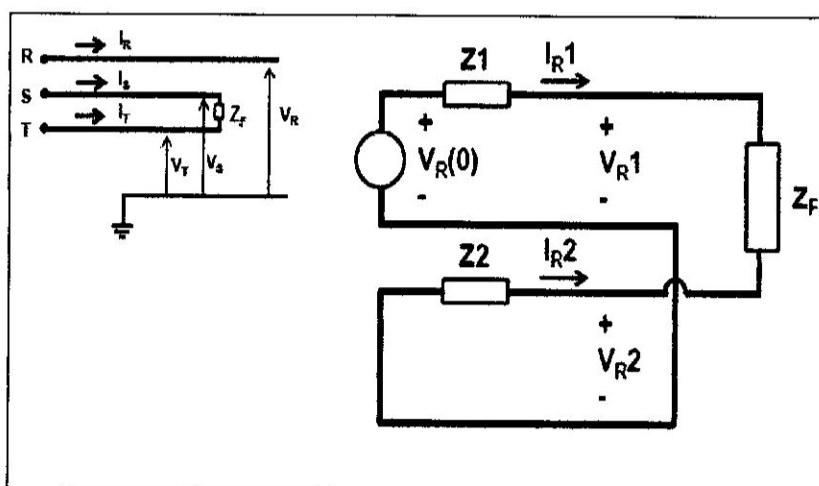 R
I_R
S
I_S
T
I_T
Z_F
V_T
V_S
V_R
Z1
I_R1
+
V_R(0)
-
+
V_R1
-
Z_F
Z2
I_R2
+
V_R2
-